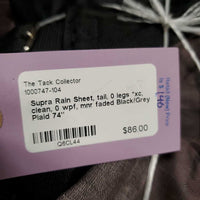 The Tack Collector
1000747-104
Supra Rain Sheet, tail, 0 legs "xc,
clean, 0 wpf, mnr faded Black/Grey
Plaid 74"
$86.00
Q8CL44